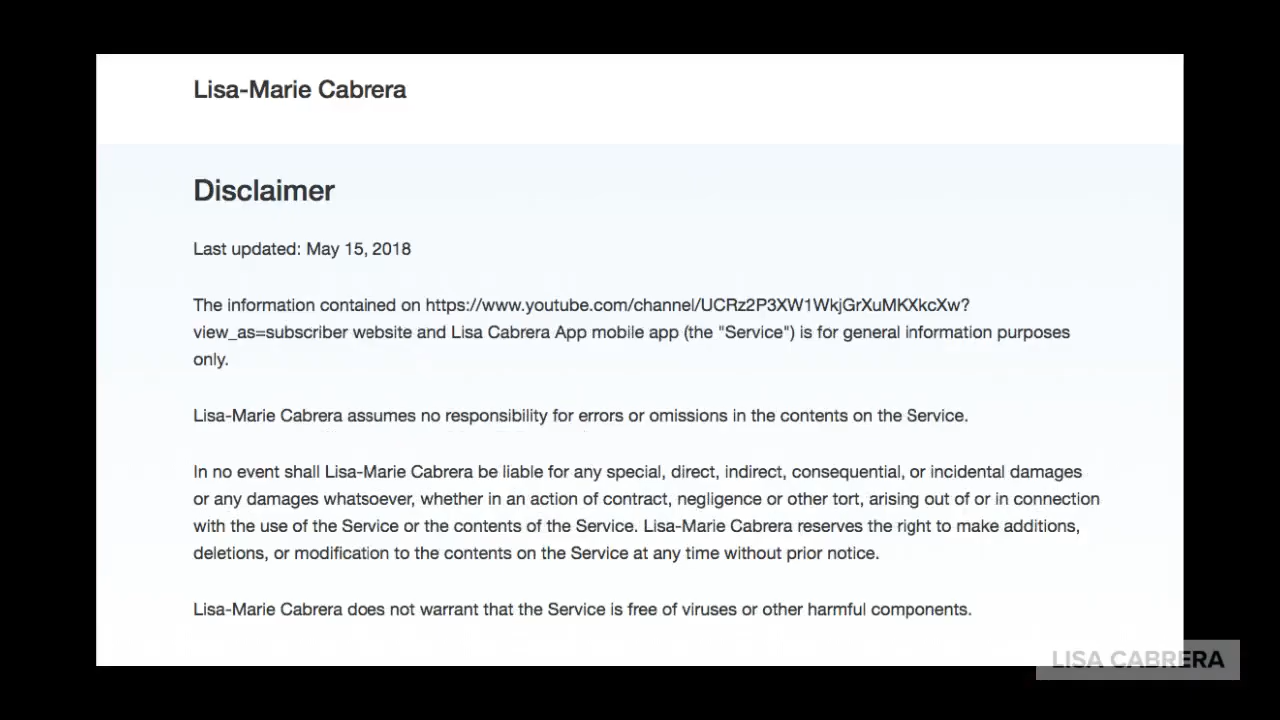 Lisa-Marie Cabrera
Disclaimer
Last updated: May 15, 2018
The information contained on https://www.youtube.com/channel/UCRz2P3XW1WkjGrXuMKXkcXw?
view_as=subscriber website and Lisa Cabrera App mobile app (the "Service") is for general information purposes
only.
Lisa-Marie Cabrera assumes no responsibility for errors or omissions in the contents on the Service.
In no event shall Lisa-Marie Cabrera be liable for any special, direct, indirect, consequential, or incidental damages
or any damages whatsoever, whether in an action of contract, negligence or other tort, arising out of or in connection
with the use of the Service or the contents of the Service. Lisa-Marie Cabrera reserves the right to make additions,
deletions, or modification to the contents on the Service at any time without prior notice.
Lisa-Marie Cabrera does not warrant that the Service is free of viruses or other harmful components.
LISA CABRERA